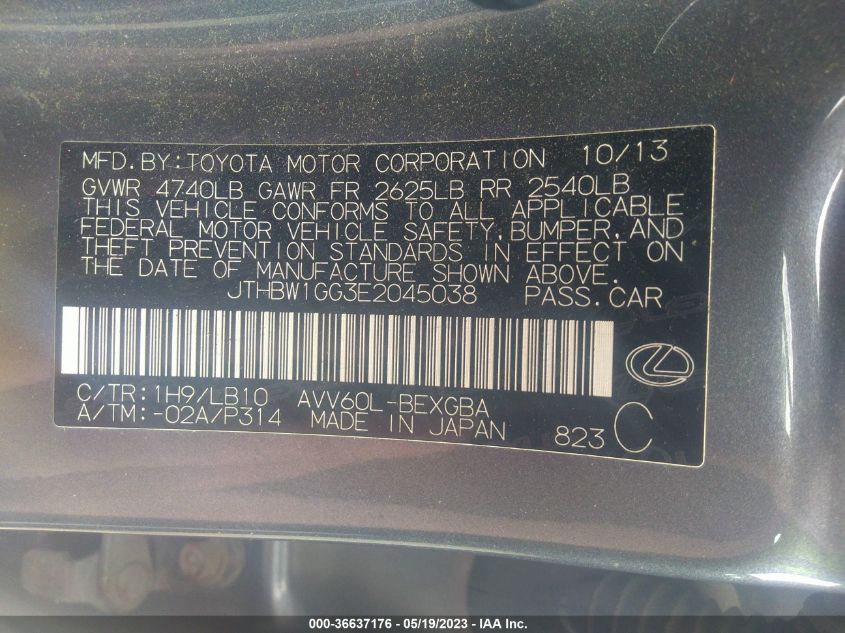 MFD.BY:TOYOTA MOTOR CORPORATION 10/13
GVWR 4740LB GAWR FR 2625LB RR 2540LB
THIS VEHICLE CONFORMS TO ALL APPLICABLE
FEDERAL MOTOR VEHICLE SAFETY,BUMPER,AND
THEFT PREVENTION STANDARDS IN EFFECT ON
THE DATE OF MANUFACTURE SHOWN ABOVE.
JTHBW1GG3E2045038 PASS.CAR
C/TR:1H9/LB10 AVV60L-BEXGBA
A/TM:-02A/P314 MADE IN JAPAN 823 C
000-36637176 - 05/19/2023 - IAA Inc.